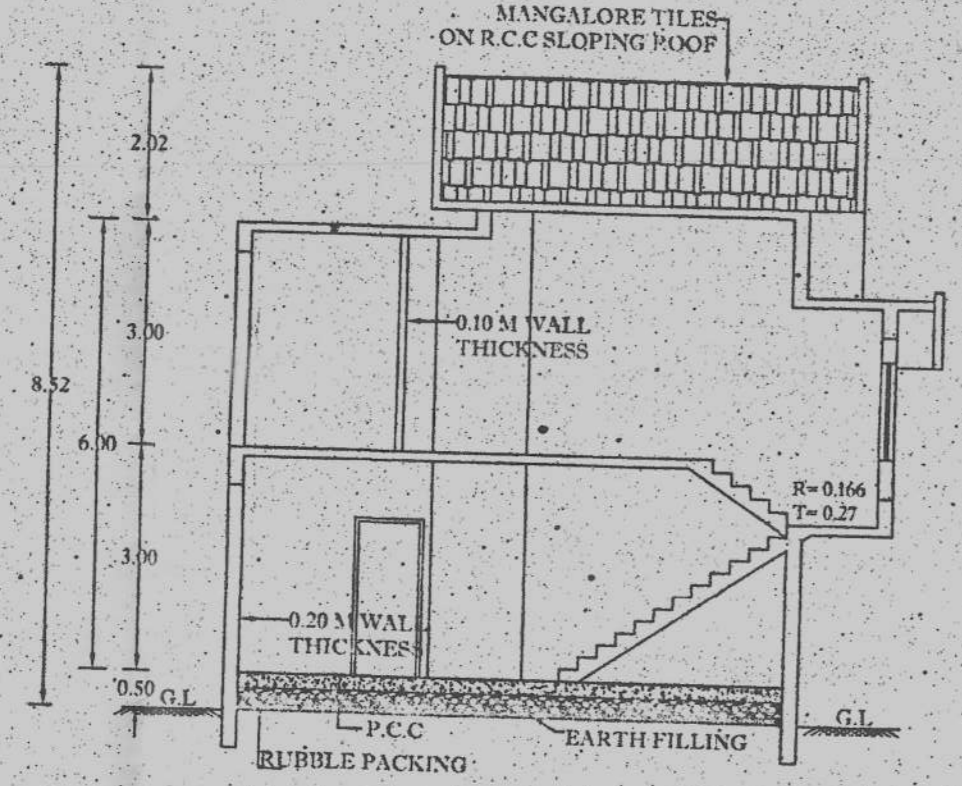 MANGALORE TILES
ON R.C.C SLOPING ROOF
2.02
3.00
0.10 M WALL
THICKNESS
8.52
6.00
R= 0.166
T= 0.27
3.00
0.20 M WALL
THICKNESS
0.50
G.L
G.L
P.C.C
EARTH FILLING
RUBBLE PACKING